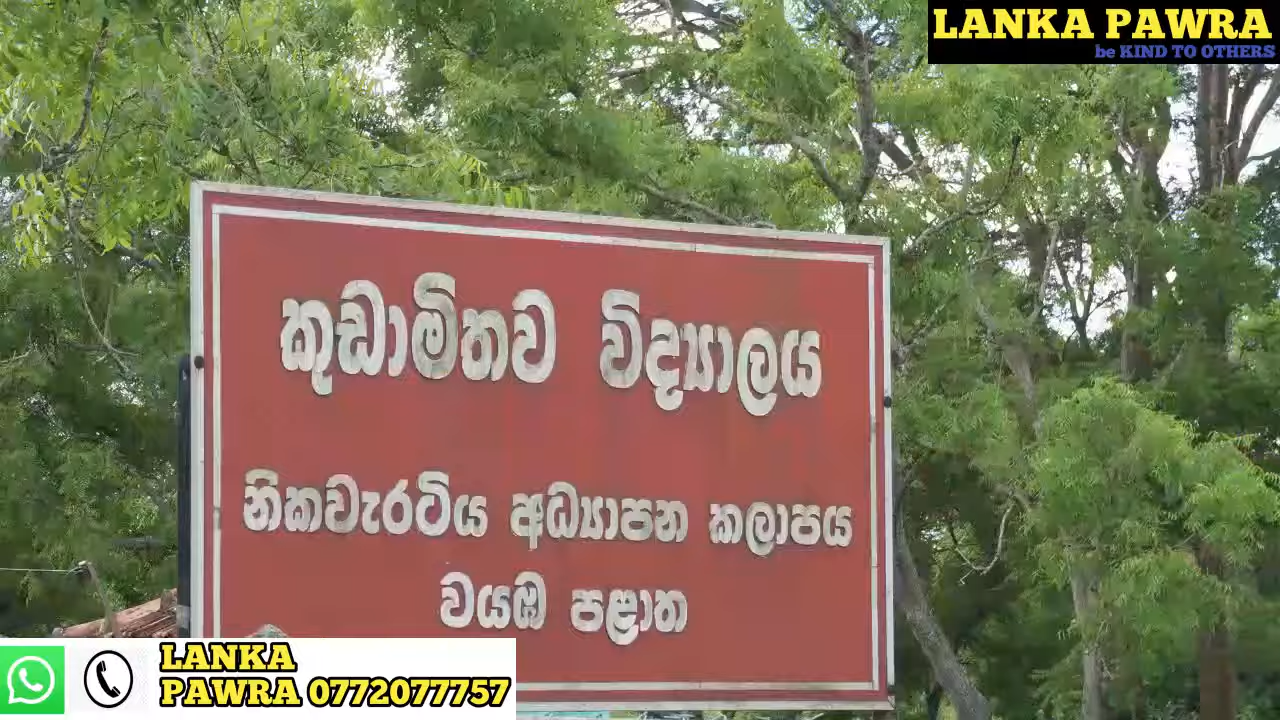 LANKA PAWRA
be KIND TO OTHERS
කුඩාමිතව විද්‍යාලය
නිකවැරටිය අධ්‍යාපන කලාපය
වයඹ පළාත
LANKA
PAWRA 0772077757